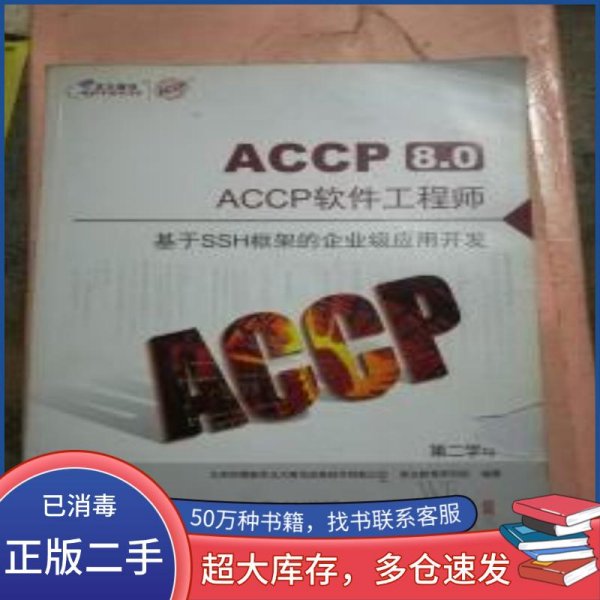 ACCP 8.0
ACCP软件工程师
基于SSH框架的企业级应用开发
ACCP
第二学
已消毒
正版二手
50万种书籍，找书联系客服
超大库存，多仓速发